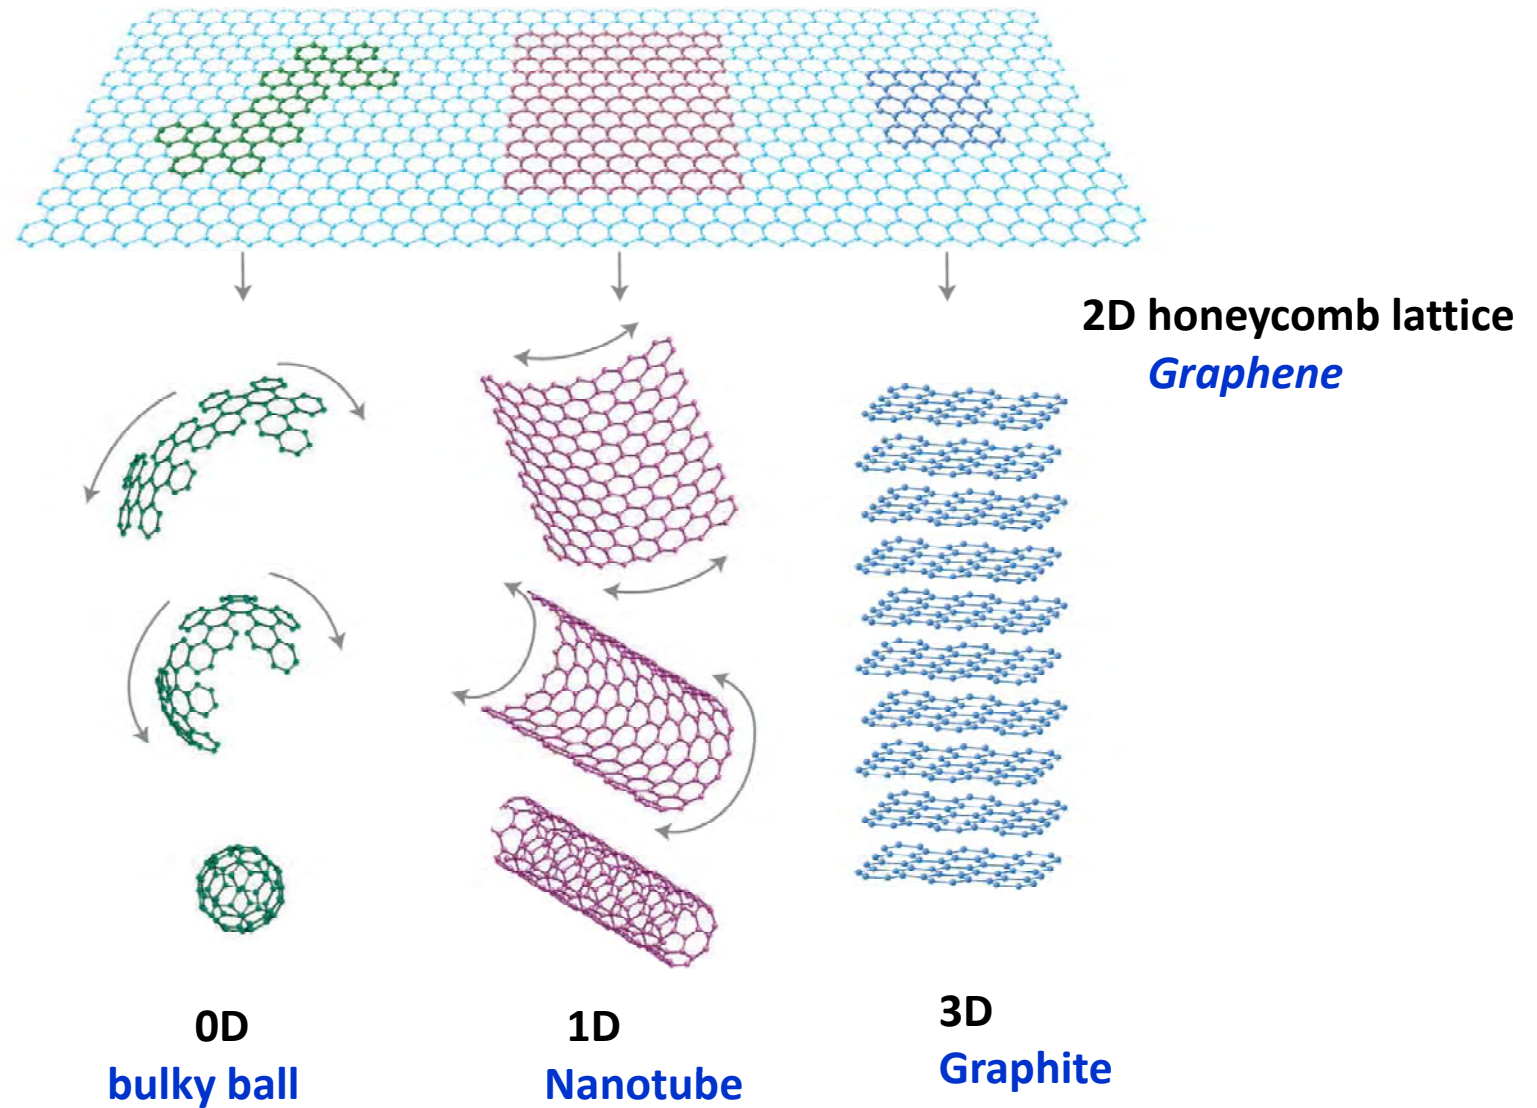 2D honeycomb lattice
Graphene
0D
bulky ball
1D
Nanotube
3D
Graphite